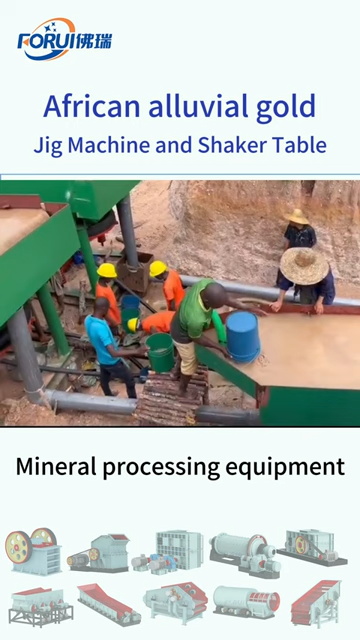 FORUI佛瑞
African alluvial gold
Jig Machine and Shaker Table
Mineral processing equipment